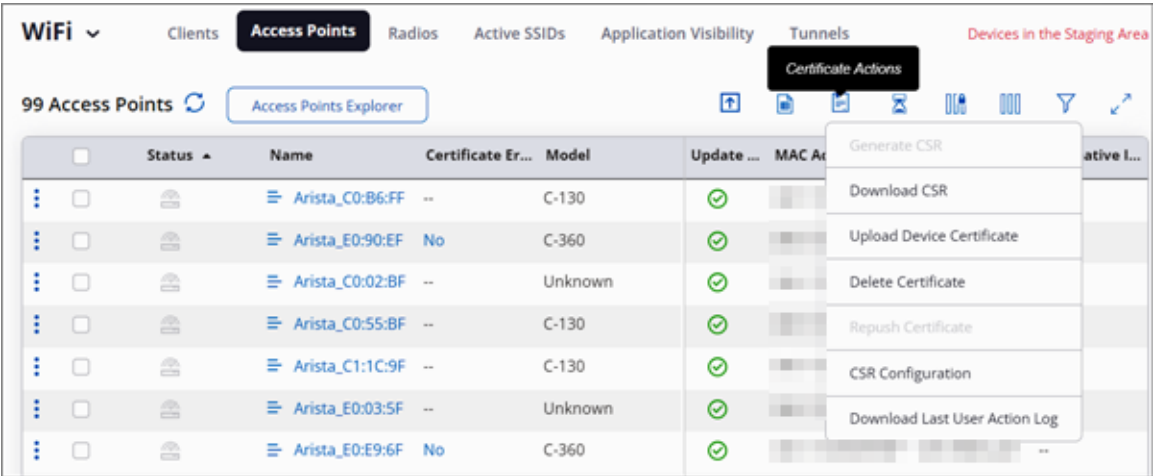 WiFi Clients Access Points Radios Active SSIDs Application Visibility Tunnels Devices in the Staging Area
Certificate Actions
99 Access Points Access Points Explorer
Status Name Certificate Er... Model Update ... MAC Ac ative I...
Generate CSR
Arista_C0:B6:FF -- C-130
Download CSR
Arista_E0:90:EF No C-360
Upload Device Certificate
Arista_C0:02:BF -- Unknown
Delete Certificate
Arista_C0:55:BF -- C-130
Repush Certificate
Arista_C1:1C:9F -- C-130
CSR Configuration
Arista_E0:03:5F -- Unknown
Download Last User Action Log
Arista_E0:E9:6F No C-360 --